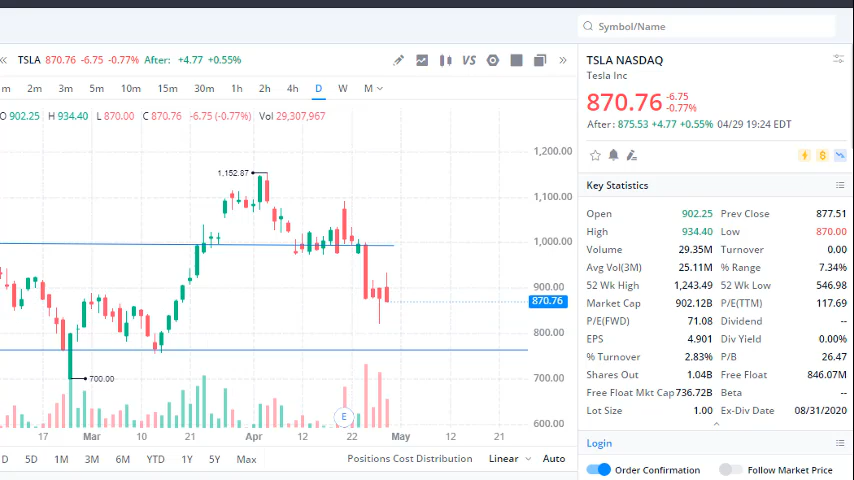 Symbol/Name
TSLA 870.76 -6.75 -0.77% After: +4.77 +0.55% VS
m 2m 3m 5m 10m 15m 30m 1h 2h 4h D W M
O 902.25 H 934.40 L 870.00 C 870.76 -6.75 (-0.77%) Vol 29,307,967
1,200.00
1,152.87
1,100.00
1,000.00
900.00
870.76
800.00
700.00
700.00
600.00
E
17 Mar 10 21 Apr 12 22 May 12 21
D 5D 1M 3M 6M YTD 1Y 5Y Max Positions Cost Distribution Linear Auto
TSLA NASDAQ
Tesla Inc
870.76 -6.75
-0.77%
After : 875.53 +4.77 +0.55% 04/29 19:24 EDT
Key Statistics
Open 902.25 Prev Close 877.51
High 934.40 Low 870.00
Volume 29.35M Turnover 0.00
Avg Vol(3M) 25.11M % Range 7.34%
52 Wk High 1,243.49 52 Wk Low 546.98
Market Cap 902.12B P/E(TTM) 117.69
P/E(FWD) 71.08 Dividend --
EPS 4.901 Div Yield 0.00%
% Turnover 2.83% P/B 26.47
Shares Out 1.04B Free Float 846.07M
Free Float Mkt Cap 736.72B Beta --
Lot Size 1.00 Ex-Div Date 08/31/2020
Login
Order Confirmation Follow Market Price